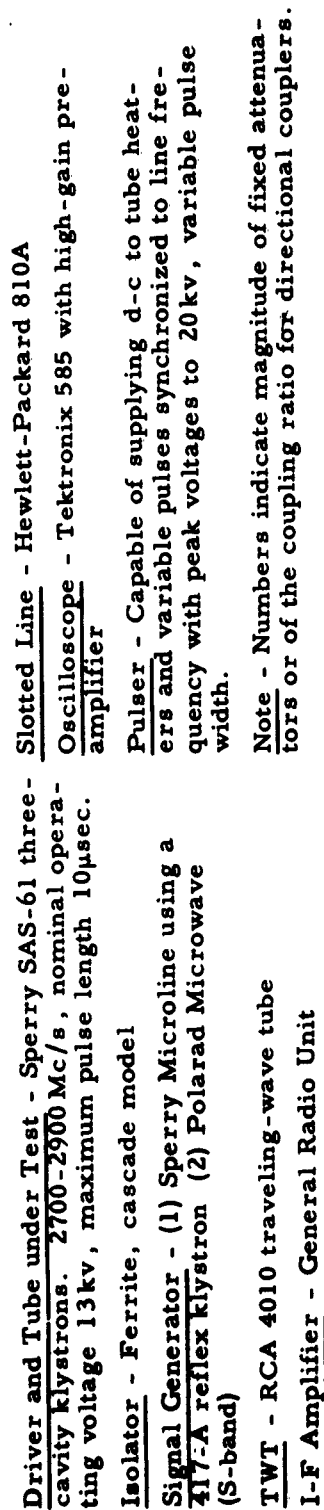 Driver and Tube under Test - Sperry SAS-61 three-
cavity klystrons. 2700-2900 Mc/s, nominal opera-
ting voltage 13kv, maximum pulse length 10μsec.
Isolator - Ferrite, cascade model
Signal Generator - (1) Sperry Microline using a
417-A reflex klystron (2) Polarad Microwave
(S-band)
TWT - RCA 4010 traveling-wave tube
I-F Amplifier - General Radio Unit
Slotted Line - Hewlett-Packard 810A
Oscilloscope - Tektronix 585 with high-gain pre-
amplifier
Pulser - Capable of supplying d-c to tube heat-
ers and variable pulses synchronized to line fre-
quency with peak voltages to 20kv, variable pulse
width.
Note - Numbers indicate magnitude of fixed attenua-
tors or of the coupling ratio for directional couplers.